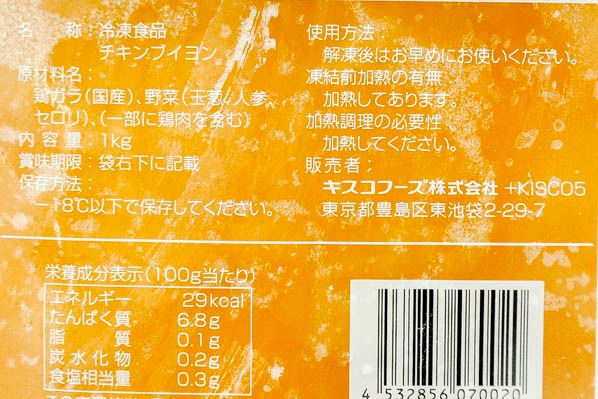 名　称：冷凍食品
チキンブイヨン
原材料名：
鶏ガラ(国産)、野菜(玉葱、人参、
セロリ)、(一部に鶏肉を含む)
内容量：1kg
賞味期限：袋右下に記載
保存方法：
－18℃以下で保存してください。
使用方法：
解凍後はお早めにお使いください。
凍結前加熱の有無：
加熱してあります。
加熱調理の必要性：
加熱してください。
販売者：
キスコフーズ株式会社 +KISC05
東京都豊島区東池袋2-29-7
栄養成分表示(100g当たり)
エネルギー 29kcal
たんぱく質 6.8g
脂質 0.1g
炭水化物 0.2g
食塩相当量 0.3g
4 532856 070020